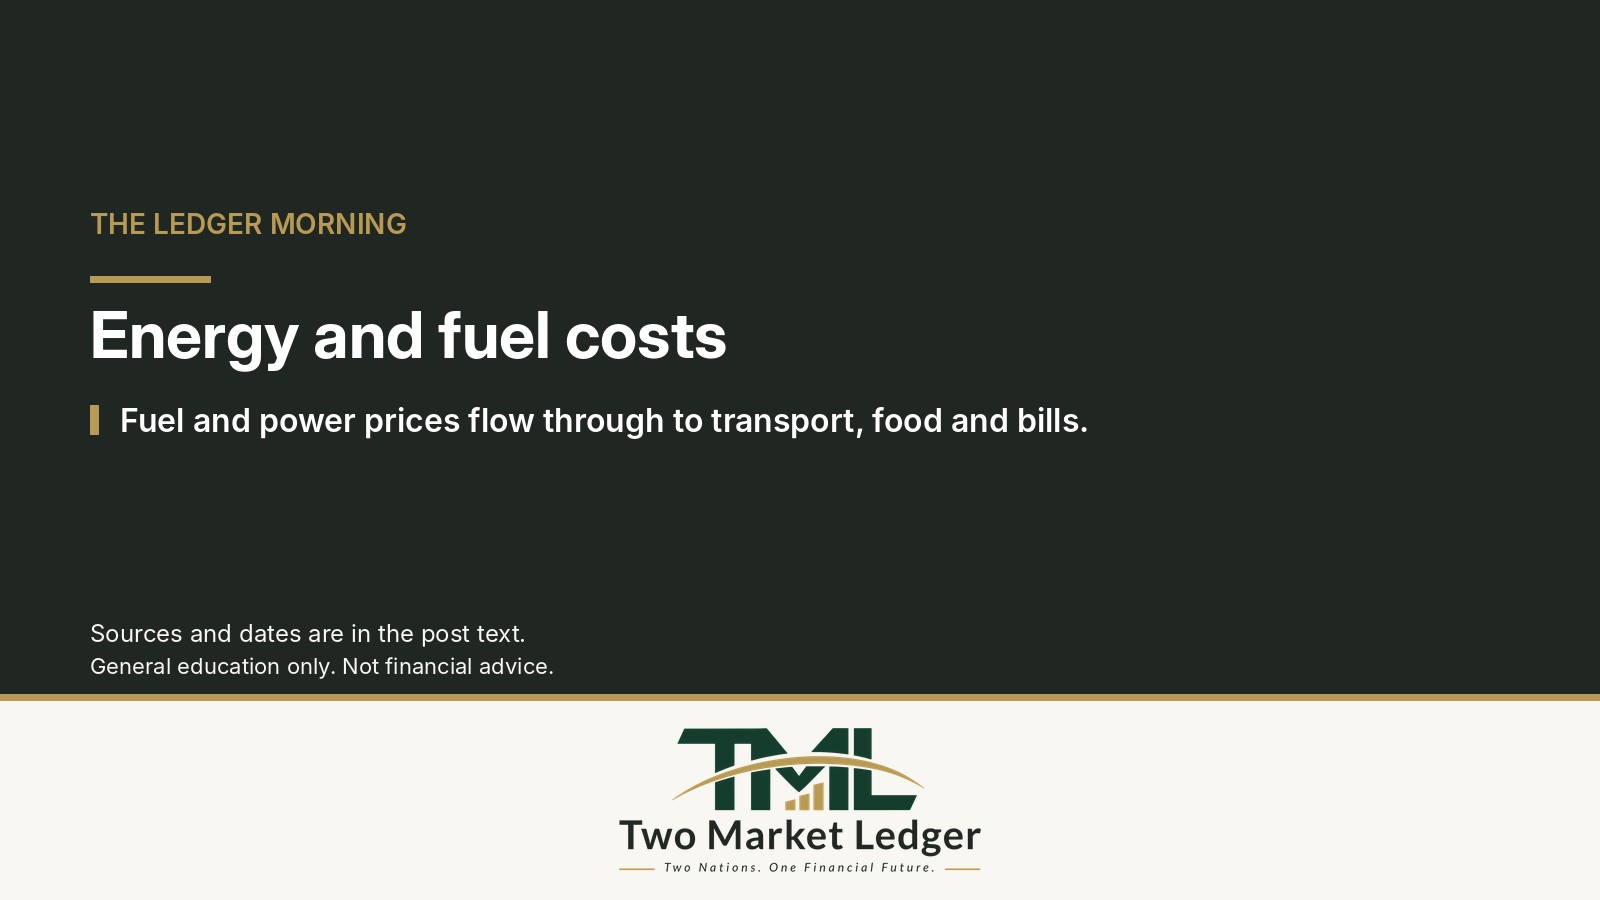 THE LEDGER MORNING
Energy and fuel costs
Fuel and power prices flow through to transport, food and bills.
Sources and dates are in the post text.
General education only. Not financial advice.
TML
Two Market Ledger
Two Nations. One Financial Future.